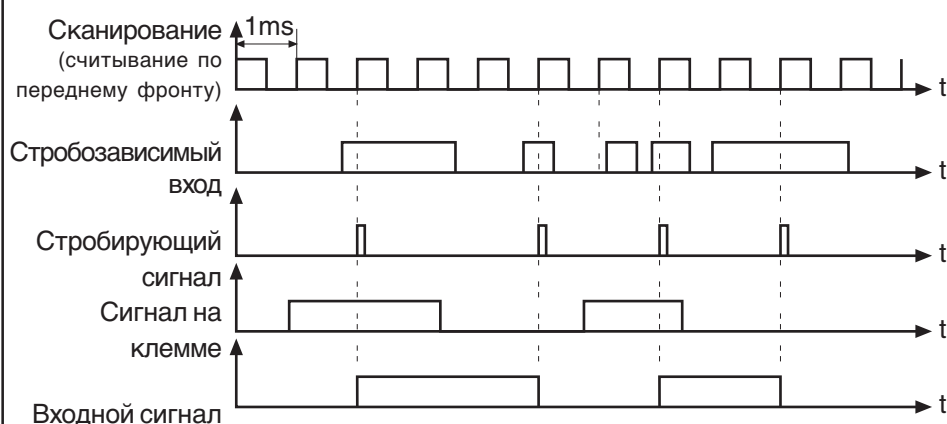 Сканирование
1ms
(считывание по
переднему фронту)
t
Стробозависимый
вход
t
Стробирующий
сигнал
t
Сигнал на
клемме
t
Входной сигнал
t